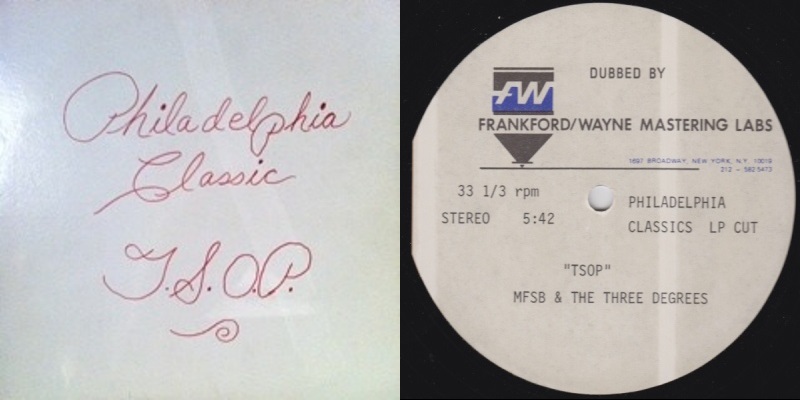 Philadelphia
Classic
T.S.O.P.
DUBBED BY
FW
FRANKFORD/WAYNE MASTERING LABS
1697 BROADWAY, NEW YORK, N.Y. 10019
212 - 582 5473
33 1/3 rpm
STEREO 5:42
PHILADELPHIA
CLASSICS LP CUT
"TSOP"
MFSB & THE THREE DEGREES